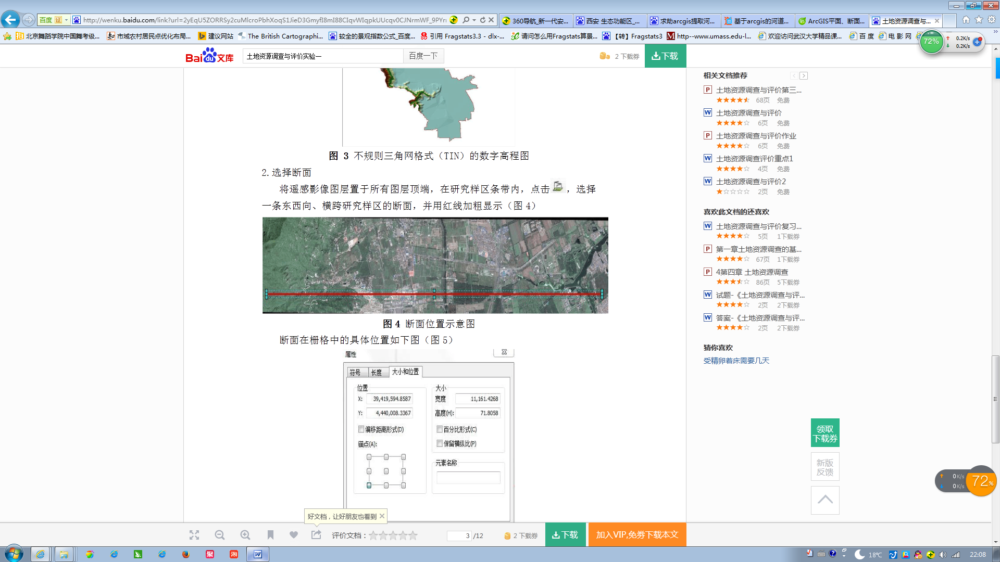 百度 证
http://wenku.baidu.com/link?url=2yEqU5ZORRSy2cuMlcroPbhXoqS1JieD3GmyfI8mI88CIqvWIqpkUUcqv0CJNrmWF_9PYr
360导航_新一代安...
西安 生态功能区_...
求助arcgis提取河...
基于arcgis的河道...
ArcGIS平面、断面...
土地资源调查与...
北京舞蹈学院中国舞考级...
市域农村居民点优化布局...
建议网站
The British Cartographi...
较全的景观指数公式_百度...
引用 Fragstats3.3 - dlx-...
请问怎么用Fragstats算景...
【转】Fragstats3
http--www.umass.edu-l...
欢迎访问武汉大学精品课...
百 度
电 影 网
72%
0.2K/s
0.2K/s
Bai du 文库
土地资源调查与评价实验一
百度一下
2 下载券
下载
图 3 不规则三角网格式（TIN）的数字高程图
2.选择断面
将遥感影像图层置于所有图层顶端，在研究样区条带内，点击 ，选择
一条东西向、横跨研究样区的断面，并用红线加粗显示（图 4）
图 4 断面位置示意图
断面在栅格中的具体位置如下图（图 5）
属性
符号 长度 大小和位置
位置
X: 39,419,594.8587
Y: 4,440,008.3367
偏移距离形式(D)
锚点(A):
大小
宽度 11,161.4268
高度(H): 71.8058
百分比形式(C)
保留横纵比(P)
元素名称
相关文档推荐
土地资源调查与评价第三...
68页 免费
土地资源调查与评价
6页 免费
土地资源调查与评价作业
6页 免费
土地资源调查评价重点1
4页 免费
土地资源调查与评价2
2页 免费
喜欢此文档的还喜欢
土地资源调查与评价复习...
5页 1下载券
第一章土地资源调查的基...
67页 1下载券
4第四章 土地资源调查
86页 5下载券
试题-《土地资源调查与评...
2页 2下载券
答案-《土地资源调查与评...
2页 2下载券
猜你喜欢
受精卵着床需要几天
领取
下载券
新版
反馈
0K/s
0K/s
72%
好文档，让好朋友也看到
评价文档：
3 /12
2 下载券
下载
加入VIP,免券下载本文
18℃
22:08